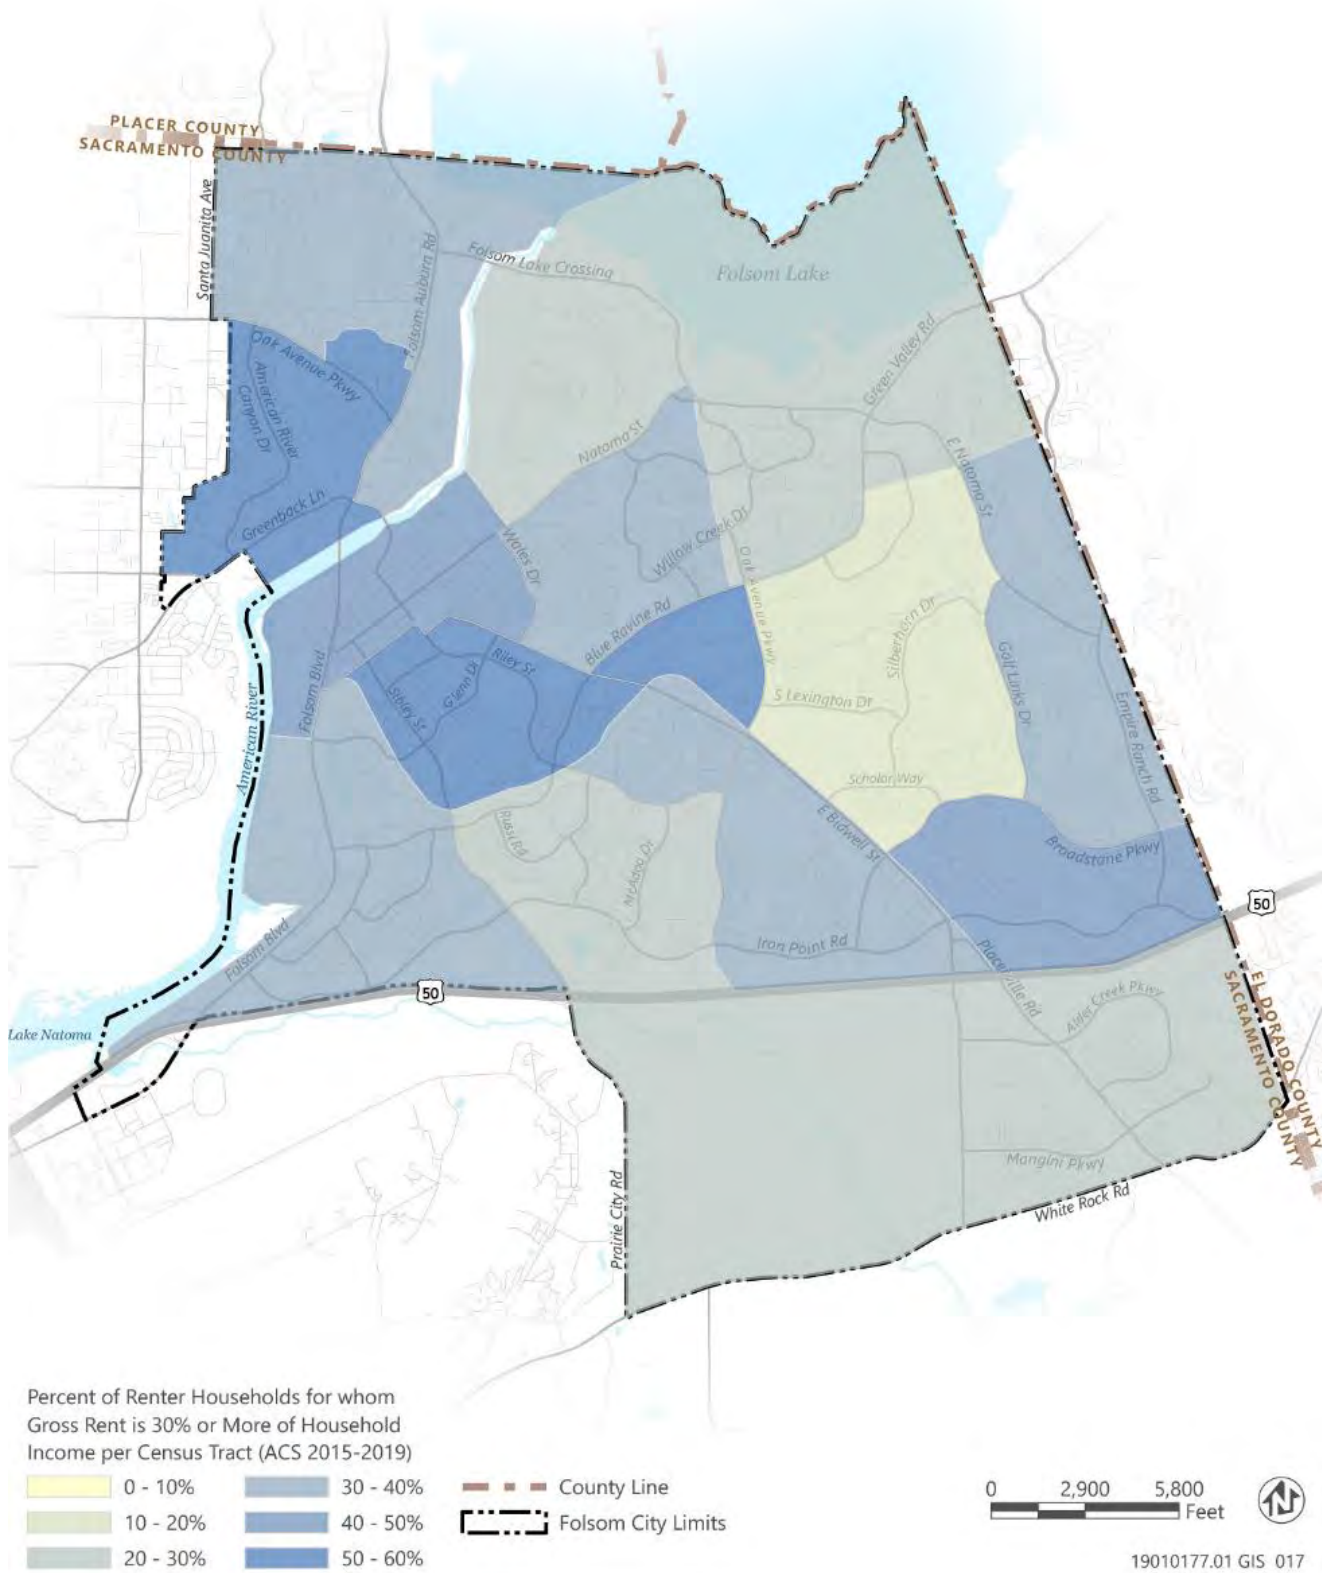 PLACER COUNTY
SACRAMENTO COUNTY
Santa Juanita Ave
Folsom Auburn Rd
Folsom Lake Crossing
Folsom Lake
Green Valley Rd
Oak Avenue Pkwy
American River
Canyon Dr
Natoma St
E Natoma St
Greenback Ln
Wales Dr
Willow Creek Dr
Oak Avenue Pkwy
Blue Ravine Rd
Silberhorn Dr
Golf Links Dr
Riley St
Glenn Dr
Sibley St
Folsom Blvd
American River
S Lexington Dr
Empire Ranch Rd
Scholar Way
E Bidwell St
Russi Rd
McAdoo Dr
Broadstone Pkwy
50
Iron Point Rd
Folsom Blvd
Placerville Rd
50
Alder Creek Pkwy
EL DORADO COUNTY
SACRAMENTO COUNTY
Lake Natoma
Mangini Pkwy
White Rock Rd
Prairie City Rd
Percent of Renter Households for whom
Gross Rent is 30% or More of Household
Income per Census Tract (ACS 2015-2019)
0 - 10%
10 - 20%
20 - 30%
30 - 40%
40 - 50%
50 - 60%
County Line
Folsom City Limits
0 2,900 5,800
Feet
N
19010177.01 GIS 017